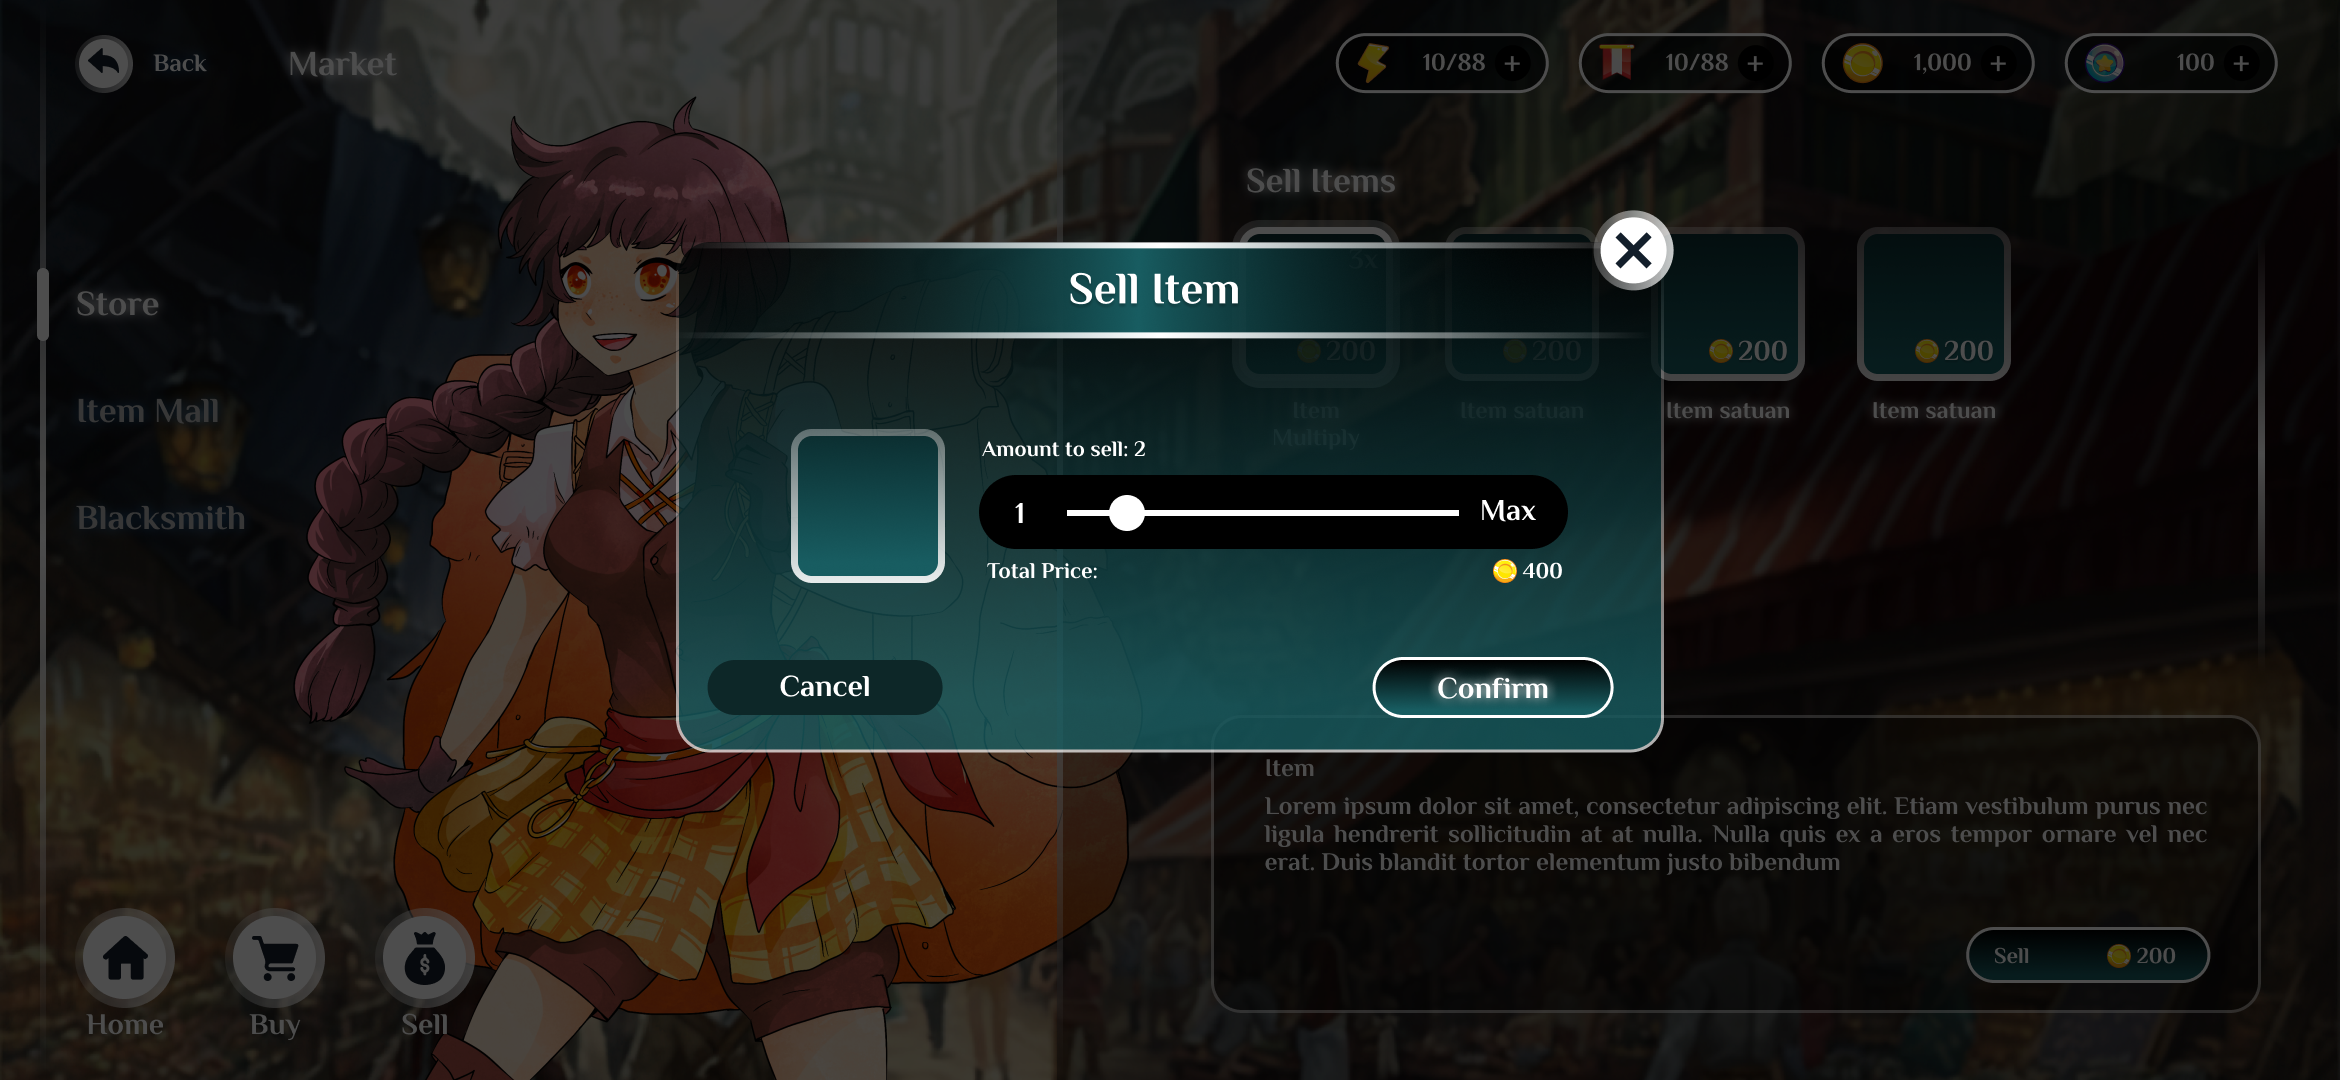 Back
Market
10/88 +
10/88 +
1,000 +
100 +
Sell Items
5x
Sell Item
Store
200
200
200
200
Item Mall
Item
Multiply
Item satuan
Item satuan
Item satuan
Amount to sell: 2
1
Max
Blacksmith
Total Price:
400
Cancel
Confirm
Item
Lorem ipsum dolor sit amet, consectetur adipiscing elit. Etiam vestibulum purus nec
ligula hendrerit sollicitudin at at nulla. Nulla quis ex a eros tempor ornare vel nec
erat. Duis blandit tortor elementum justo bibendum
Sell
200
$
Home
Buy
Sell